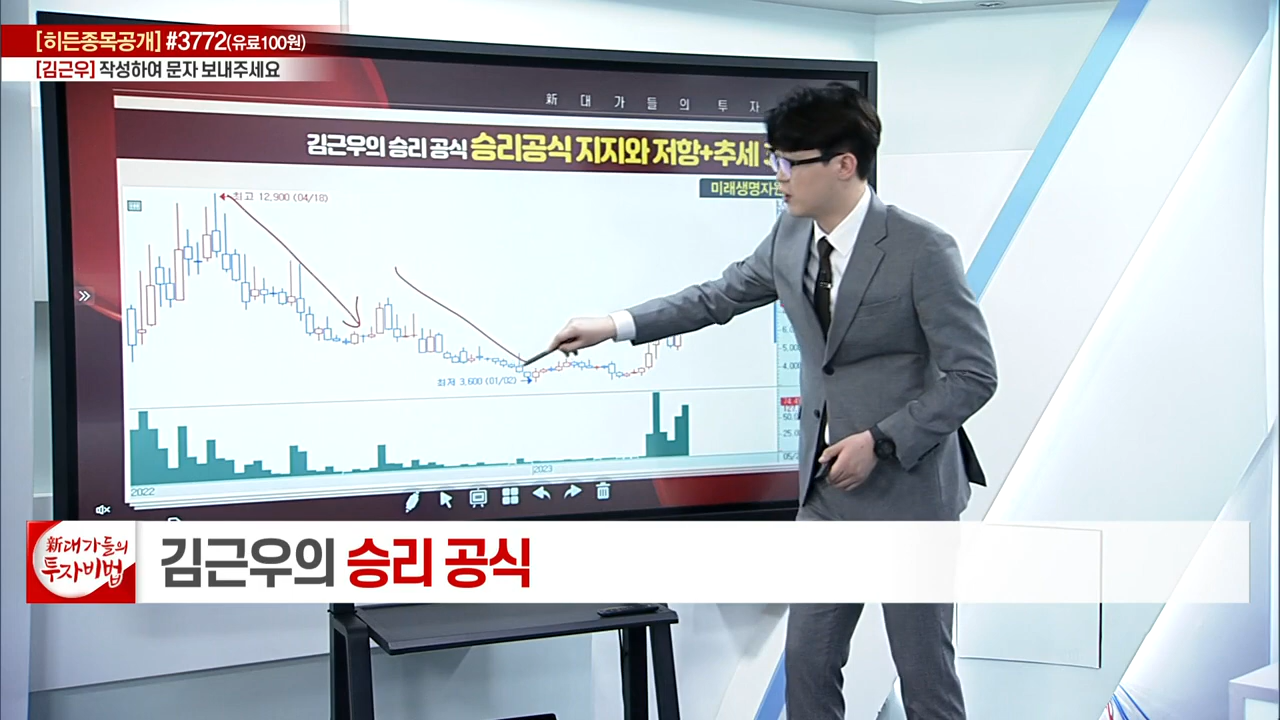 [히든종목공개] #3772(유료100원)
[김근우] 작성하여 문자 보내주세요
新 대 가 들 의 투 자
김근우의 승리 공식 승리공식 지지와 저항+추세
미래생명자원
최고 12,900 (04/18)
최저 3,600 (01/02)
5,000
4,000
2022
2023
新대가들의
투자비법
김근우의 승리 공식